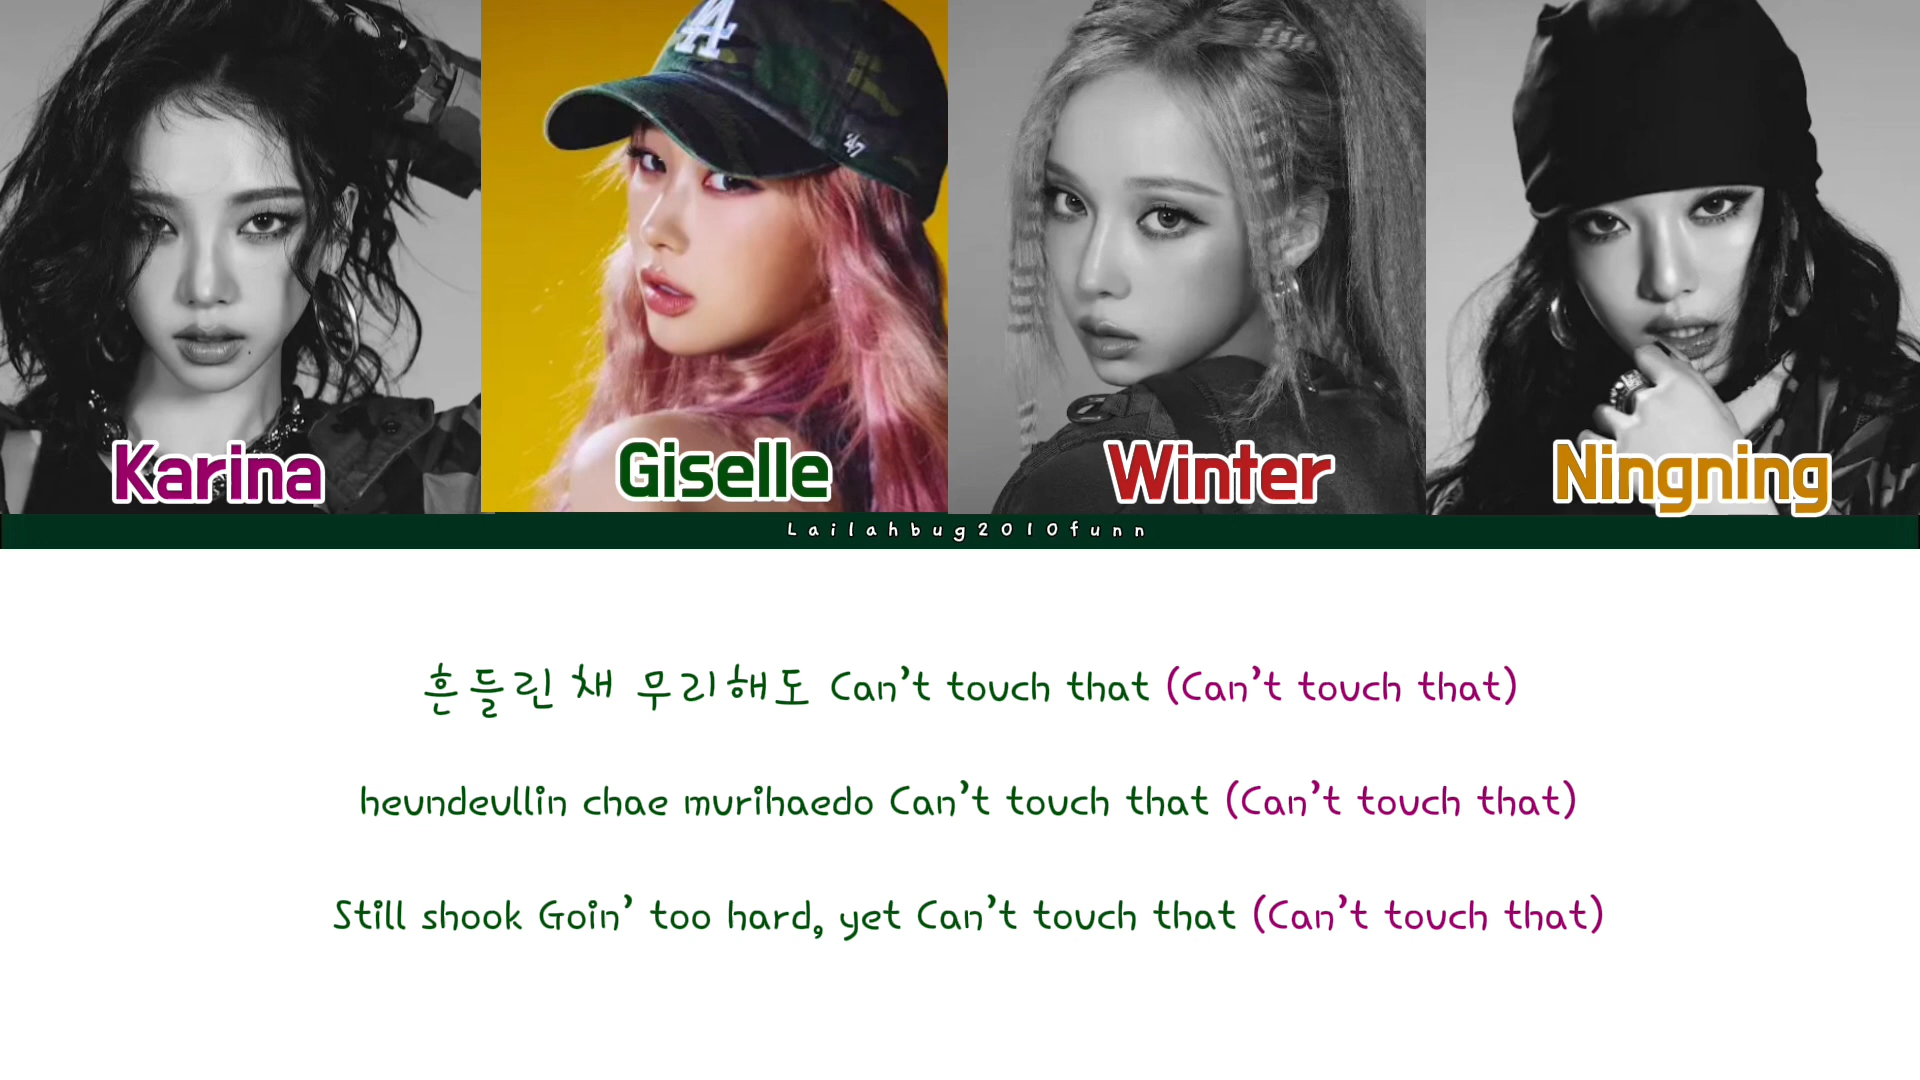 LA
'47
Karina
Giselle
Winter
Ningning
Lailahbug2010funn
흔들린 채 무리해도 Can't touch that (Can't touch that)
heundeullin chae murihaedo Can't touch that (Can't touch that)
Still shook Goin' too hard, yet Can't touch that (Can't touch that)